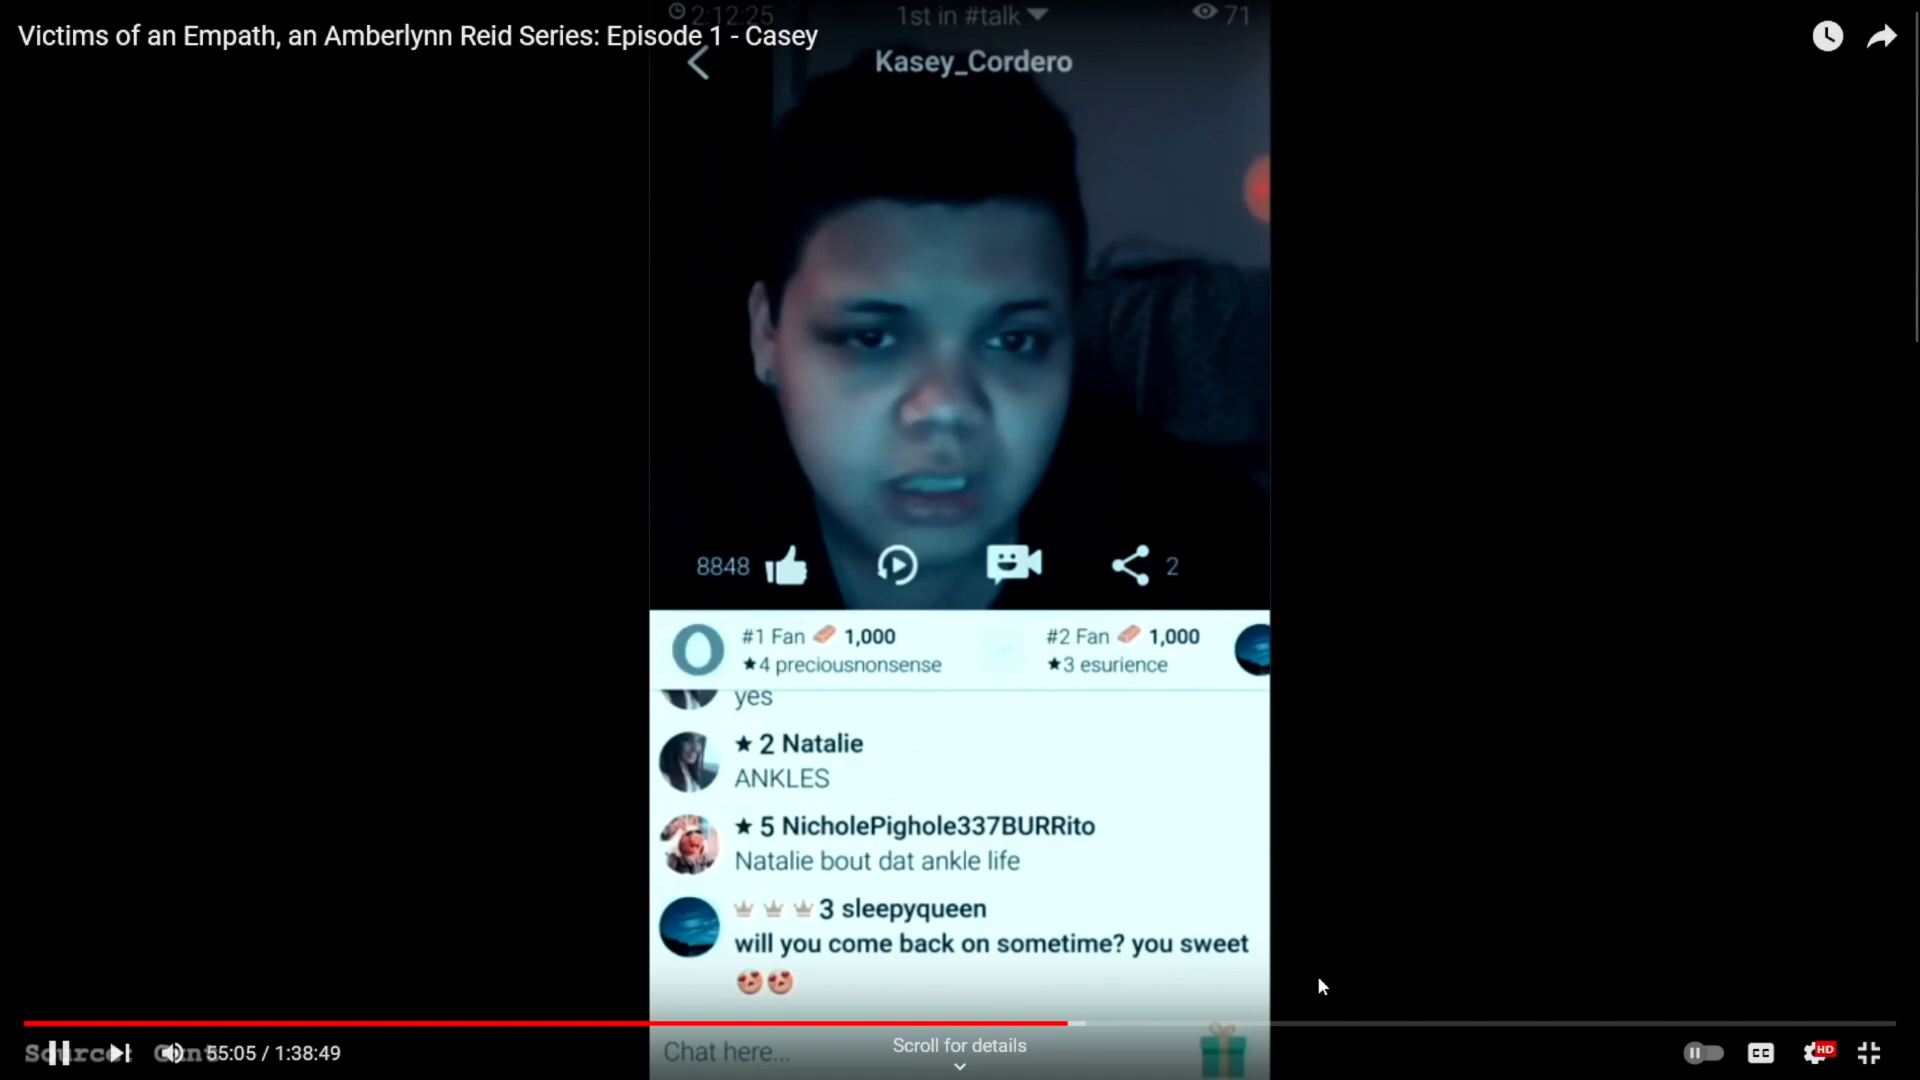 2:12:25
1st in #talk
71
Victims of an Empath, an Amberlynn Reid Series: Episode 1 - Casey
Kasey_Cordero
8848
2
#1 Fan 1,000
★4 preciousnonsense
#2 Fan 1,000
★3 esurience
yes
★ 2 Natalie
ANKLES
★ 5 NicholePighole337BURRito
Natalie bout dat ankle life
3 sleepyqueen
will you come back on sometime? you sweet
😍😍
Chat here...
55:05 / 1:38:49
Scroll for details
CC
HD